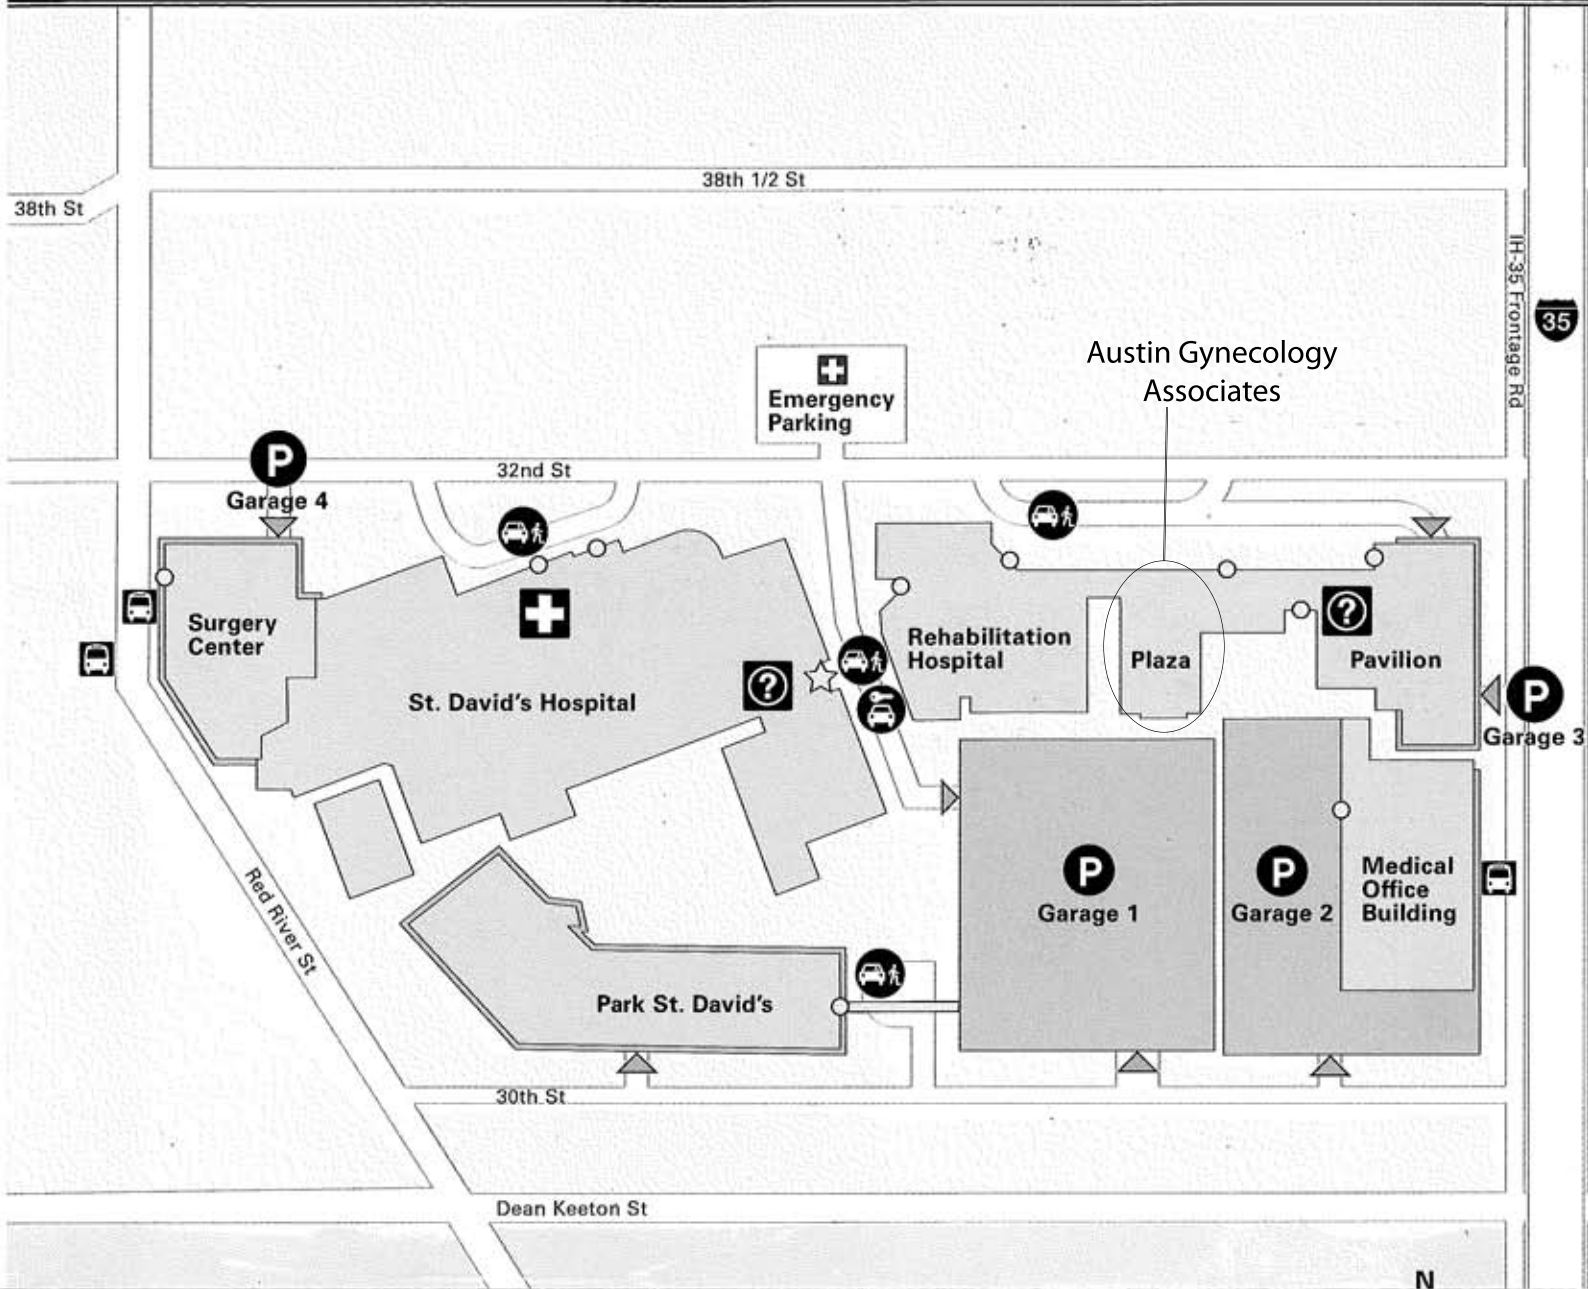 38th 1/2 St
38th St
IH-35 Frontage Rd
35
Austin Gynecology
Associates
Emergency
Parking
P
32nd St
Garage 4
Surgery
Center
?
St. David's Hospital
Rehabilitation
Hospital
Plaza
?
Pavilion
P
Garage 3
Red River St
P
Garage 1
P
Garage 2
Medical
Office
Building
Park St. David's
30th St
Dean Keeton St
N